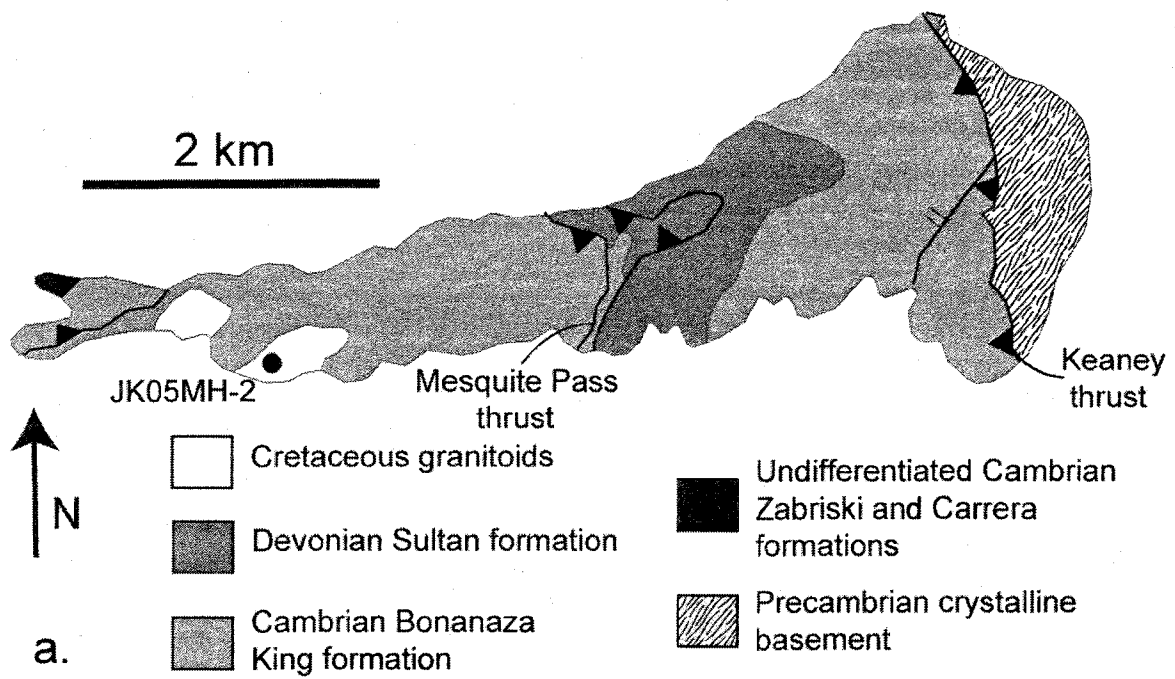 2 km
JK05MH-2
Mesquite Pass
thrust
Keaney
thrust
N
Cretaceous granitoids
Devonian Sultan formation
Cambrian Bonanaza
King formation
Undifferentiated Cambrian
Zabriski and Carrera
formations
Precambrian crystalline
basement
a.